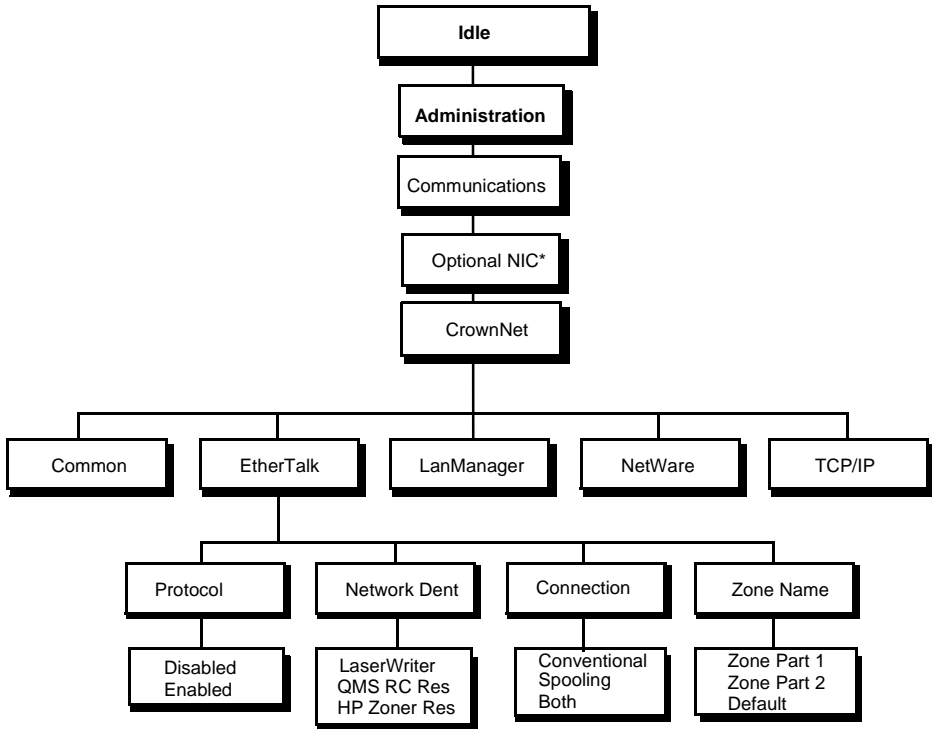 Idle
Administration
Communications
Optional NIC*
CrownNet
Common
EtherTalk
LanManager
NetWare
TCP/IP
Protocol
Network Dent
Connection
Zone Name
Disabled
Enabled
LaserWriter
QMS RC Res
HP Zoner Res
Conventional
Spooling
Both
Zone Part 1
Zone Part 2
Default